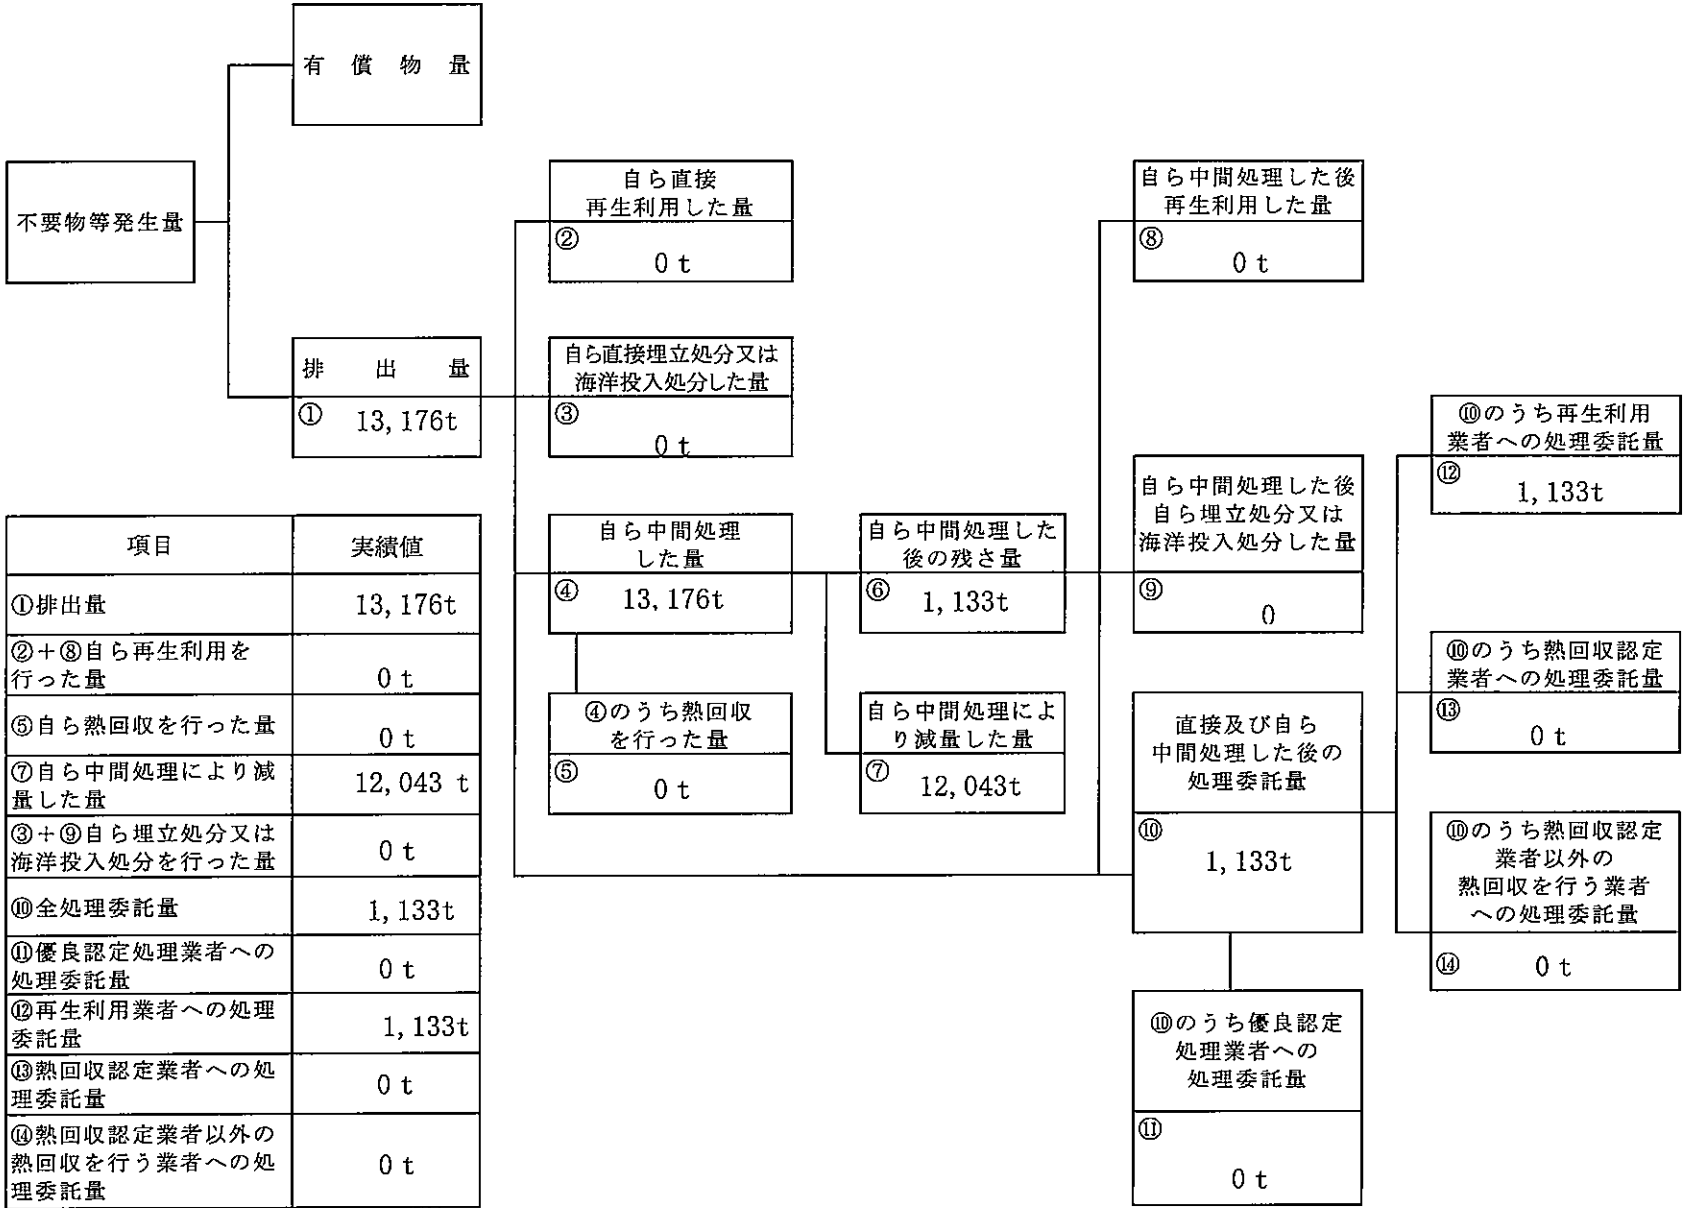 有 償 物 量
不要物等発生量
排 出 量
① 13,176t
自ら直接
再生利用した量
②
0 t
自ら直接埋立処分又は
海洋投入処分した量
③
0 t
自ら中間処理
した量
④ 13,176t
④のうち熱回収
を行った量
⑤ 0 t
自ら中間処理した
後の残さ量
⑥ 1,133t
自ら中間処理によ
り減量した量
⑦ 12,043t
自ら中間処理した後
再生利用した量
⑧
0 t
自ら中間処理した後
自ら埋立処分又は
海洋投入処分した量
⑨
0
直接及び自ら
中間処理した後の
処理委託量
⑩
1,133t
⑩のうち優良認定
処理業者への
処理委託量
⑪
0 t
⑩のうち再生利用
業者への処理委託量
⑫
1,133t
⑩のうち熱回収認定
業者への処理委託量
⑬
0 t
⑩のうち熱回収認定
業者以外の
熱回収を行う業者
への処理委託量
⑭ 0 t
項目 実績値
①排出量 13,176t
②+⑧自ら再生利用を
行った量 0 t
⑤自ら熱回収を行った量 0 t
⑦自ら中間処理により減
量した量 12,043 t
③+⑨自ら埋立処分又は
海洋投入処分を行った量 0 t
⑩全処理委託量 1,133t
⑪優良認定処理業者への
処理委託量 0 t
⑫再生利用業者への処理
委託量 1,133t
⑬熱回収認定業者への処
理委託量 0 t
⑭熱回収認定業者以外の
熱回収を行う業者への処
理委託量 0 t